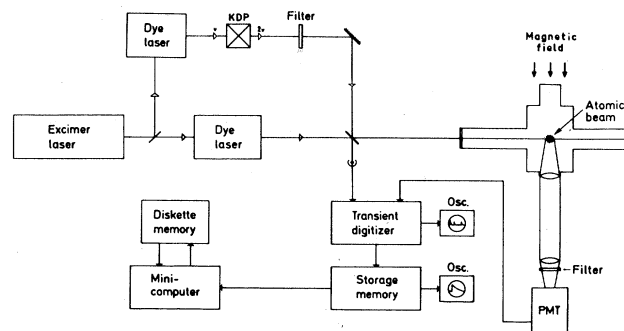 Dye
laser
ν
KDP
2ν
Filter
Magnetic
field
Atomic
beam
Excimer
laser
Dye
laser
Diskette
memory
Transient
digitizer
Osc.
Mini-
computer
Storage
memory
Osc.
Filter
PMT